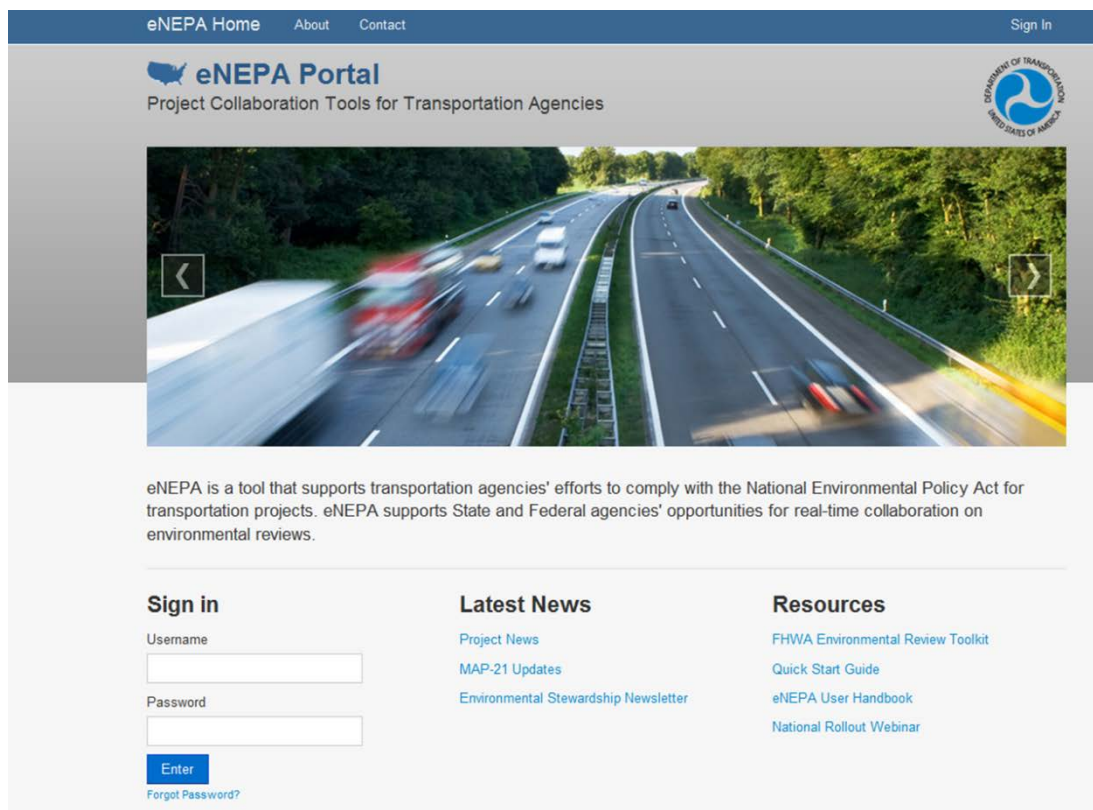 eNEPA Home About Contact Sign In
eNEPA Portal
Project Collaboration Tools for Transportation Agencies
DEPARTMENT OF TRANSPORTATION
UNITED STATES OF AMERICA
eNEPA is a tool that supports transportation agencies' efforts to comply with the National Environmental Policy Act for
transportation projects. eNEPA supports State and Federal agencies' opportunities for real-time collaboration on
environmental reviews.
Sign in
Username
Password
Enter
Forgot Password?
Latest News
Project News
MAP-21 Updates
Environmental Stewardship Newsletter
Resources
FHWA Environmental Review Toolkit
Quick Start Guide
eNEPA User Handbook
National Rollout Webinar